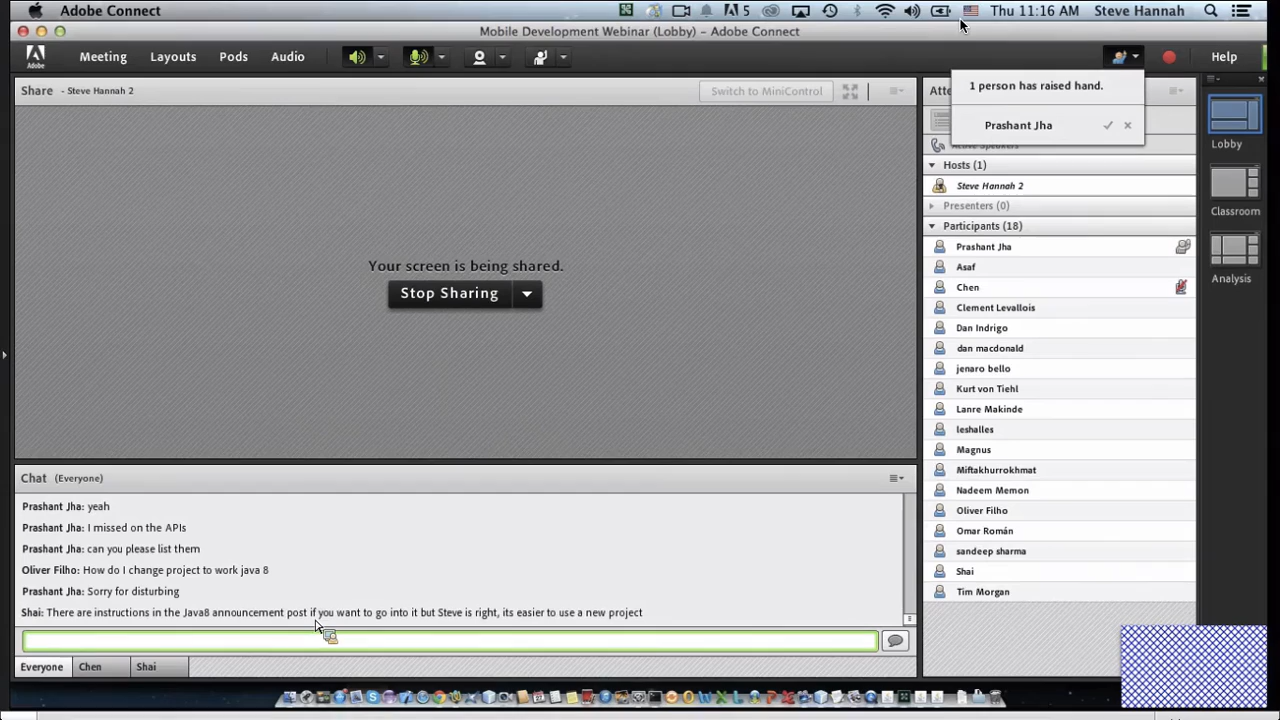 Adobe Connect
5
Thu 11:16 AM
Steve Hannah
Mobile Development Webinar (Lobby) – Adobe Connect
Adobe
Meeting
Layouts
Pods
Audio
Help
Share - Steve Hannah 2
Switch to MiniControl
1 person has raised hand.
Prashant Jha
Active Speakers
Hosts (1)
Steve Hannah 2
Presenters (0)
Participants (18)
Prashant Jha
Asaf
Chen
Clement Levallois
Dan Indrigo
dan macdonald
jenaro bello
Kurt von Tiehl
Lanre Makinde
leshalles
Magnus
Miftakhurrokhmat
Nadeem Memon
Oliver Filho
Omar Román
sandeep sharma
Shai
Tim Morgan
Lobby
Classroom
Analysis
Your screen is being shared.
Stop Sharing
Chat (Everyone)
Prashant Jha: yeah
Prashant Jha: I missed on the APIs
Prashant Jha: can you please list them
Oliver Filho: How do I change project to work java 8
Prashant Jha: Sorry for disturbing
Shai: There are instructions in the Java8 announcement post if you want to go into it but Steve is right, its easier to use a new project
Everyone
Chen
Shai